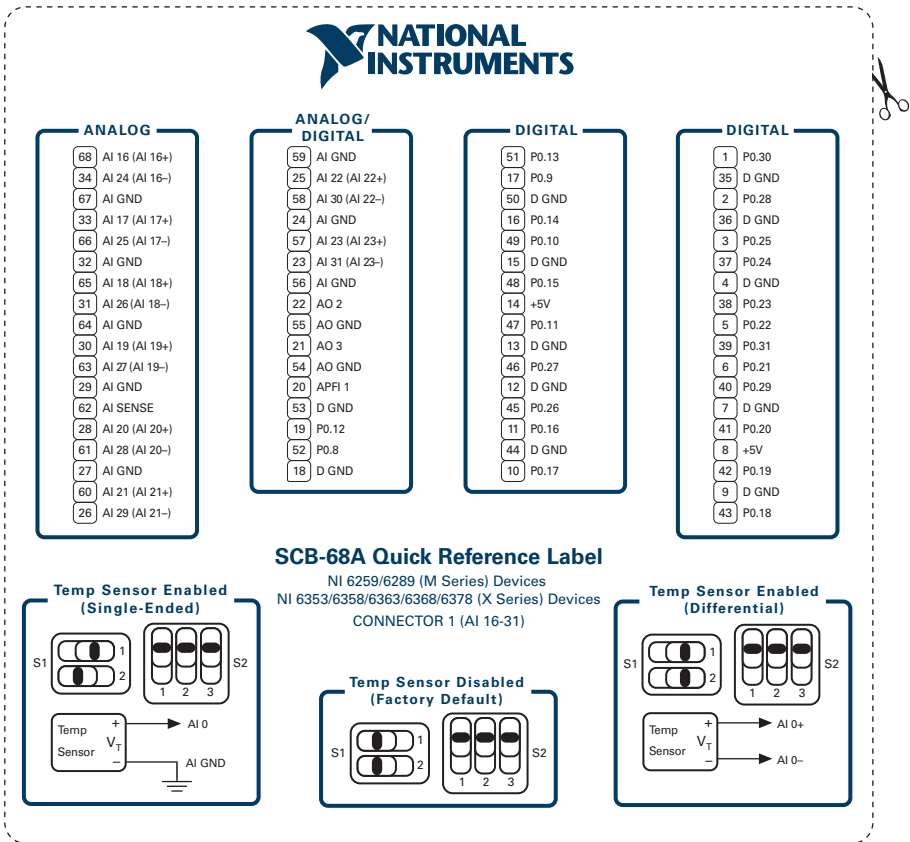 NATIONAL
INSTRUMENTS
ANALOG
68 AI 16 (AI 16+)
34 AI 24 (AI 16–)
67 AI GND
33 AI 17 (AI 17+)
66 AI 25 (AI 17–)
32 AI GND
65 AI 18 (AI 18+)
31 AI 26 (AI 18–)
64 AI GND
30 AI 19 (AI 19+)
63 AI 27 (AI 19–)
29 AI GND
62 AI SENSE
28 AI 20 (AI 20+)
61 AI 28 (AI 20–)
27 AI GND
60 AI 21 (AI 21+)
26 AI 29 (AI 21–)
ANALOG/
DIGITAL
59 AI GND
25 AI 22 (AI 22+)
58 AI 30 (AI 22–)
24 AI GND
57 AI 23 (AI 23+)
23 AI 31 (AI 23–)
56 AI GND
22 AO 2
55 AO GND
21 AO 3
54 AO GND
20 APFI 1
53 D GND
19 P0.12
52 P0.8
18 D GND
DIGITAL
51 P0.13
17 P0.9
50 D GND
16 P0.14
49 P0.10
15 D GND
48 P0.15
14 +5V
47 P0.11
13 D GND
46 P0.27
12 D GND
45 P0.26
11 P0.16
44 D GND
10 P0.17
DIGITAL
1 P0.30
35 D GND
2 P0.28
36 D GND
3 P0.25
37 P0.24
4 D GND
38 P0.23
5 P0.22
39 P0.31
6 P0.21
40 P0.29
7 D GND
41 P0.20
8 +5V
42 P0.19
9 D GND
43 P0.18
SCB-68A Quick Reference Label
NI 6259/6289 (M Series) Devices
NI 6353/6358/6363/6368/6378 (X Series) Devices
CONNECTOR 1 (AI 16-31)
Temp Sensor Enabled
(Single-Ended)
S1
1
2
S2
1 2 3
Temp
Sensor
+
VT
–
AI 0
AI GND
Temp Sensor Disabled
(Factory Default)
S1
1
2
S2
1 2 3
Temp Sensor Enabled
(Differential)
S1
1
2
S2
1 2 3
Temp
Sensor
+
VT
–
AI 0+
AI 0–